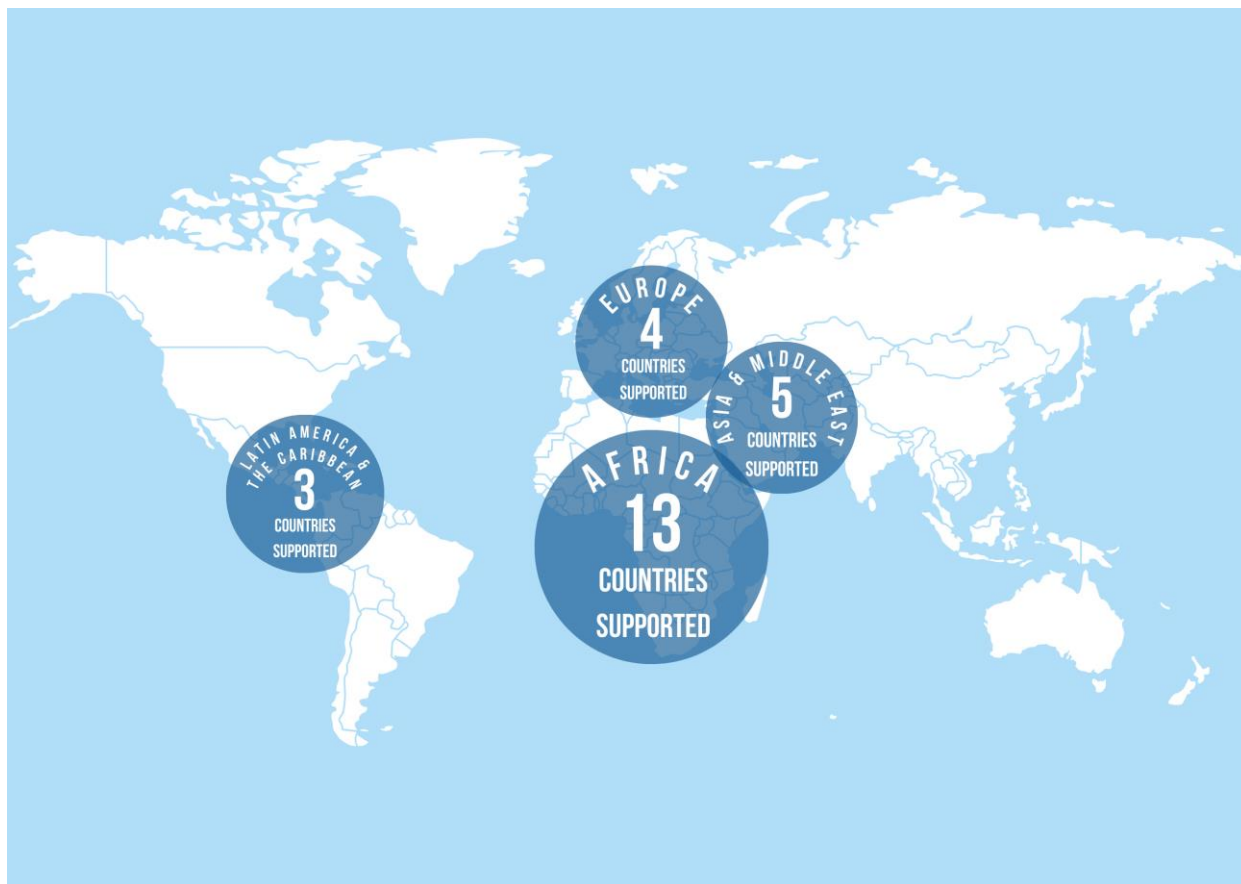 EUROPE
4
COUNTRIES
SUPPORTED
ASIA & MIDDLE EAST
5
COUNTRIES
SUPPORTED
LATIN AMERICA &
THE CARIBBEAN
3
COUNTRIES
SUPPORTED
AFRICA
13
COUNTRIES
SUPPORTED